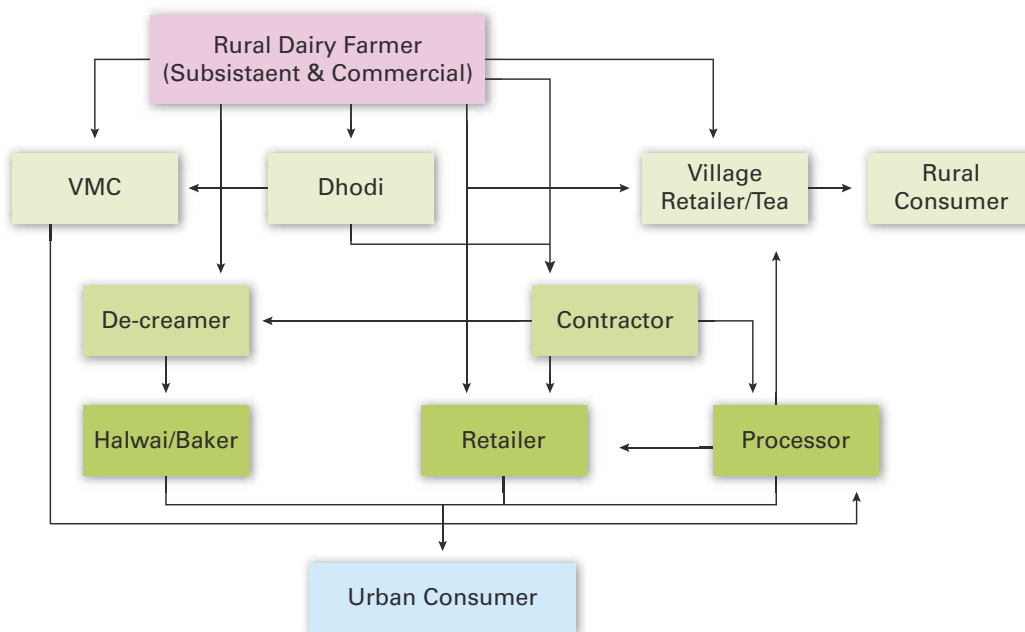 Rural Dairy Farmer
(Subsistaent & Commercial)
VMC
Dhodi
Village
Retailer/Tea
Rural
Consumer
De-creamer
Contractor
Halwai/Baker
Retailer
Processor
Urban Consumer